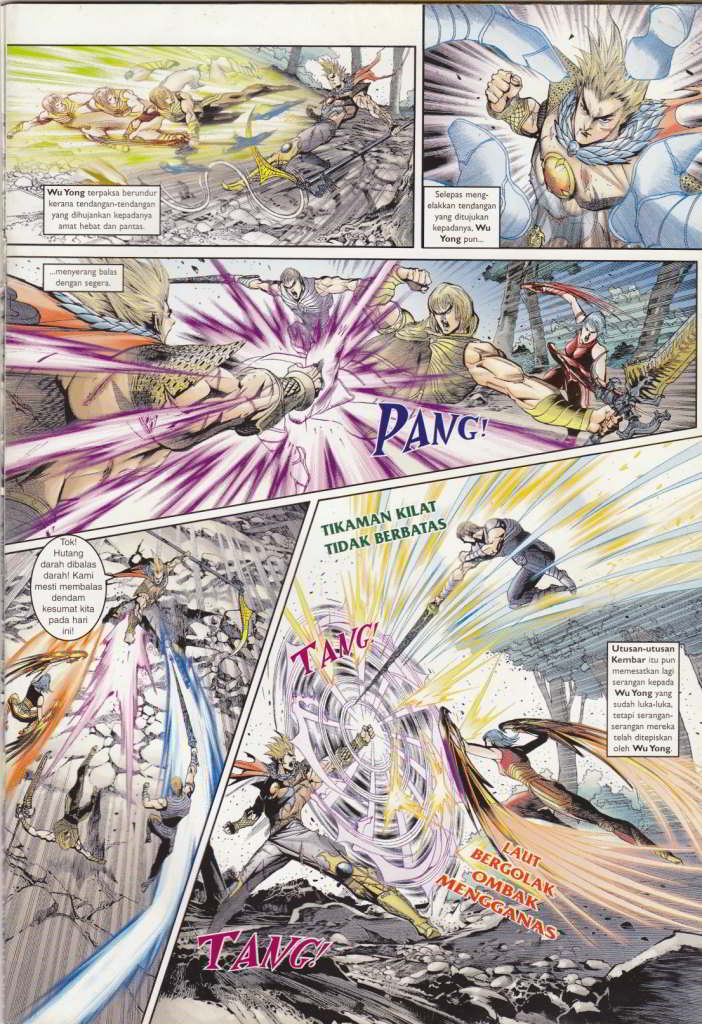 Wu Yong terpaksa berundur
kerana tendangan-tendangan
yang dihujankan kepadanya
amat hebat dan pantas.
Selepas meng-
elakkan tendangan
yang ditujukan
kepadanya, Wu
Yong pun...
...menyerang balas
dengan segera.
PANG!
Tok!
Hutang
darah dibalas
darah! Kami
mesti membalas
dendam
kesumat kita
pada hari
ini!
TIKAMAN KILAT
TIDAK BERBATAS
TANG!
Utusan-utusan
Kembar itu pun
memesatkan lagi
serangan kepada
Wu Yong yang
sudah luka-luka,
tetapi serangan-
serangan mereka
telah ditepiskan
oleh Wu Yong.
LAUT
BERGOLAK
OMBAK
MENGGANAS
TANG!